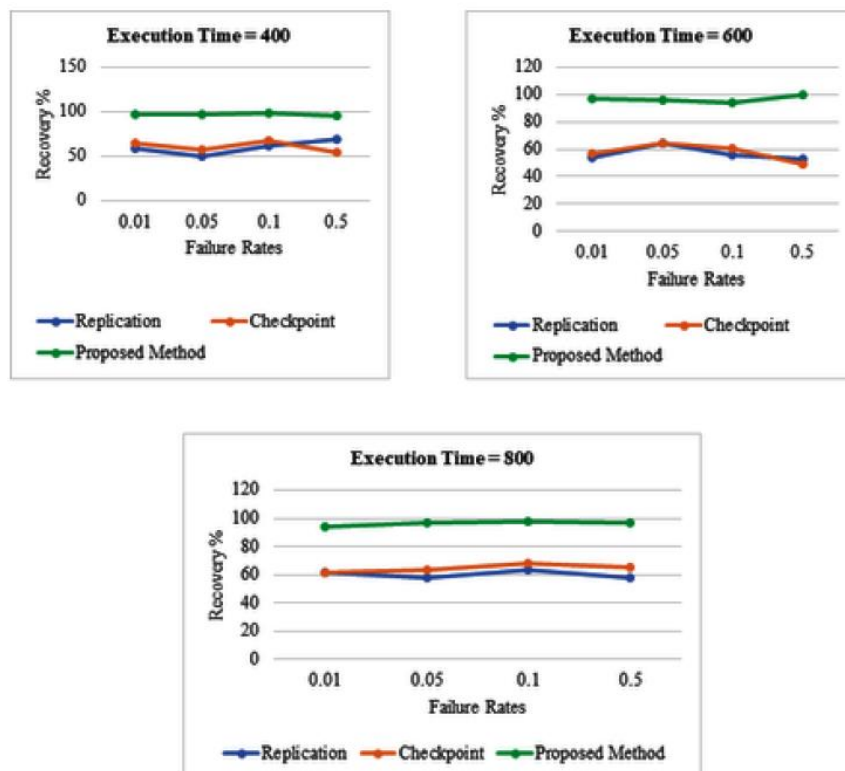 Execution Time = 400
150
100
50
0
Recovery %
0.01 0.05 0.1 0.5
Failure Rates
Replication Checkpoint
Proposed Method
Execution Time = 600
120
100
80
60
40
20
0
Recovery %
0.01 0.05 0.1 0.5
Failure Rates
Replication Checkpoint
Proposed Method
Execution Time = 800
120
100
80
60
40
20
0
Recovery %
0.01 0.05 0.1 0.5
Failure Rates
Replication Checkpoint Proposed Method